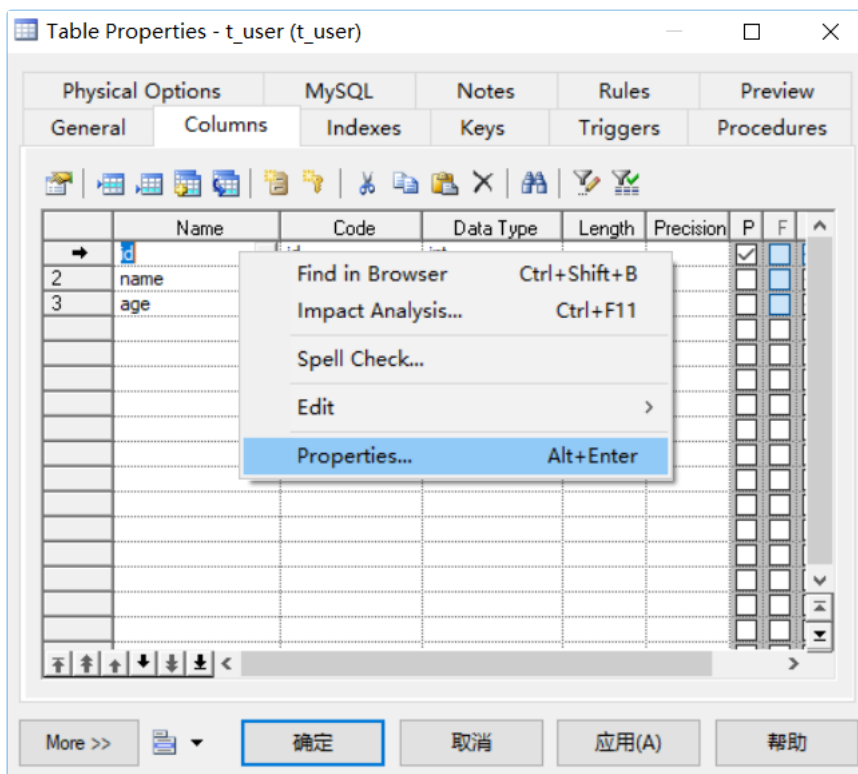 Table Properties - t_user (t_user)
Physical Options MySQL Notes Rules Preview
General Columns Indexes Keys Triggers Procedures
Name Code Data Type Length Precision P F
id
2 name
3 age
Find in Browser Ctrl+Shift+B
Impact Analysis... Ctrl+F11
Spell Check...
Edit
Properties... Alt+Enter
More >> 确定 取消 应用(A) 帮助